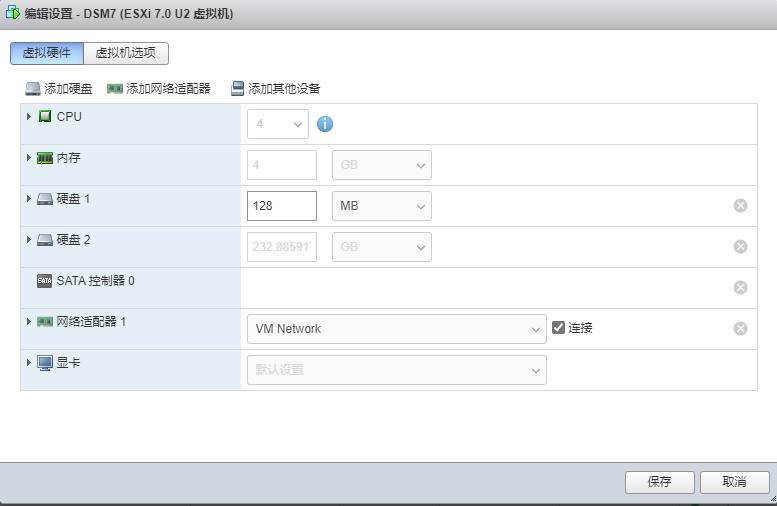 编辑设置 - DSM7 (ESXi 7.0 U2 虚拟机)
虚拟硬件 虚拟机选项
添加硬盘 添加网络适配器 添加其他设备
CPU 4
内存 4 GB
硬盘 1 128 MB
硬盘 2 232.88591 GB
SATA SATA 控制器 0
网络适配器 1 VM Network 连接
显卡 默认设置
保存 取消